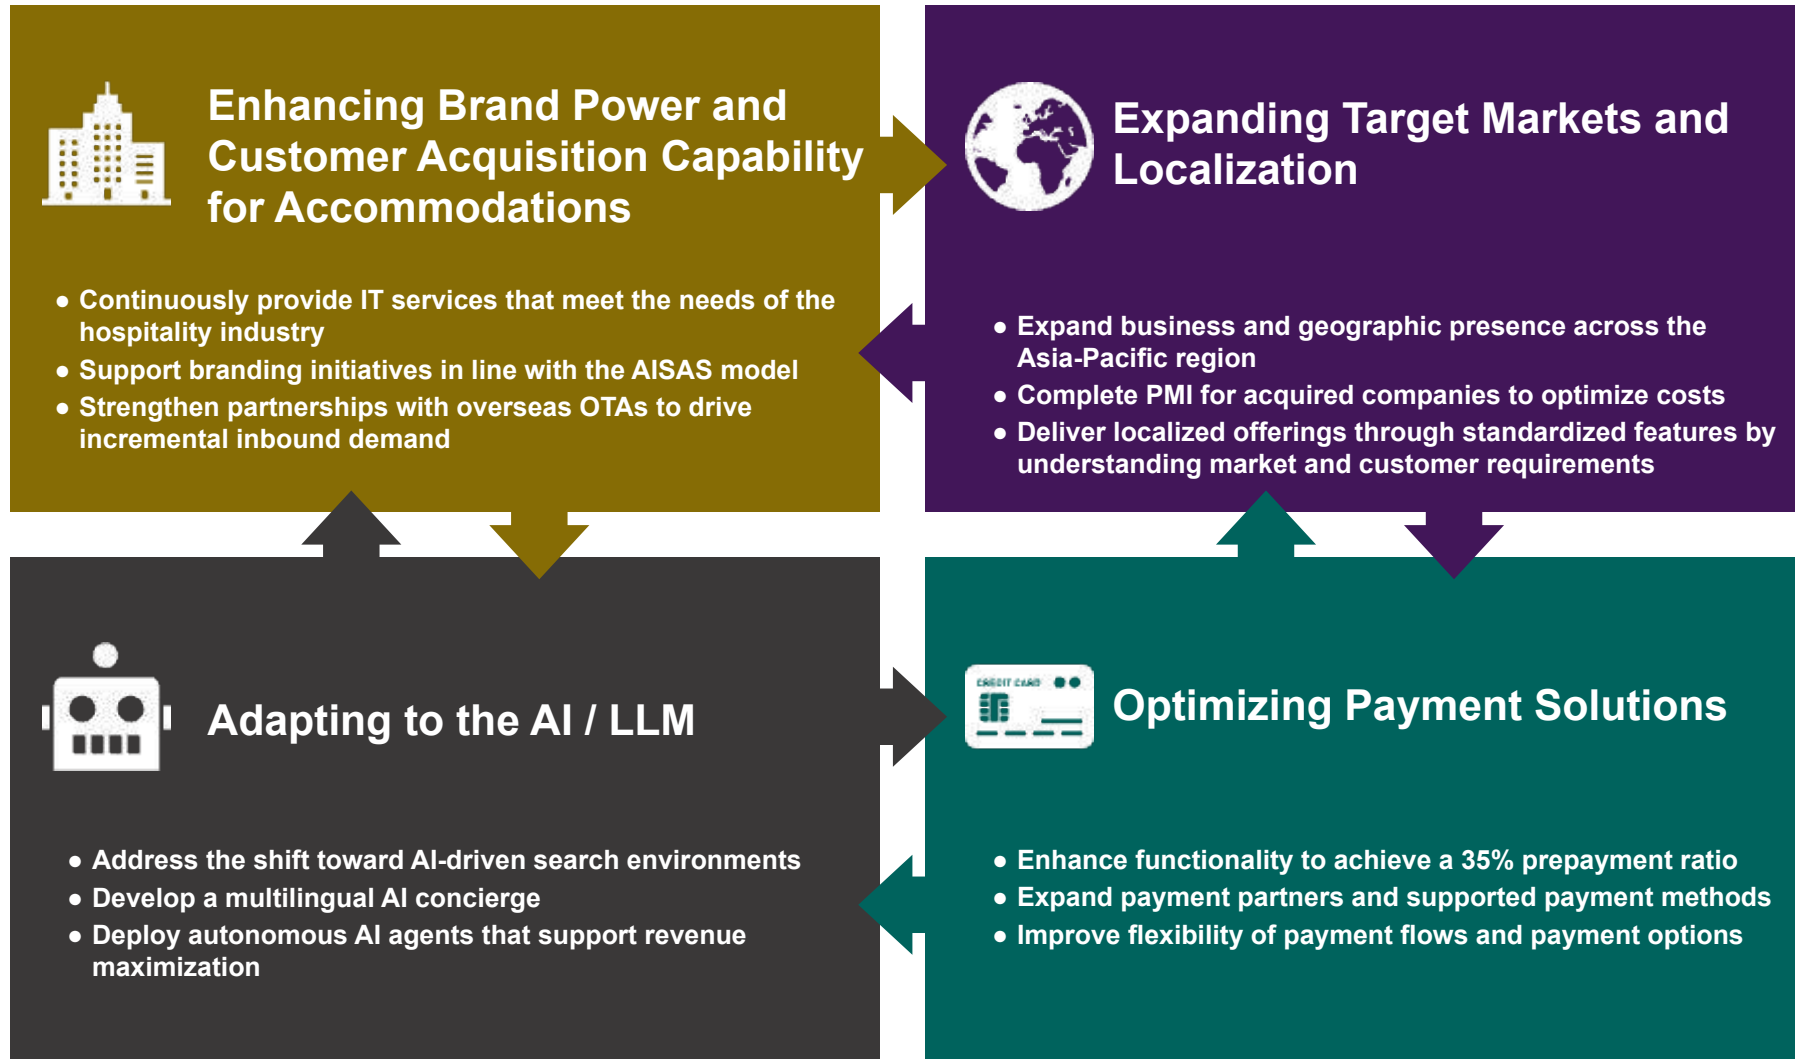 Enhancing Brand Power and
Customer Acquisition Capability
for Accommodations
● Continuously provide IT services that meet the needs of the
hospitality industry
● Support branding initiatives in line with the AISAS model
● Strengthen partnerships with overseas OTAs to drive
incremental inbound demand
Expanding Target Markets and
Localization
● Expand business and geographic presence across the
Asia-Pacific region
● Complete PMI for acquired companies to optimize costs
● Deliver localized offerings through standardized features by
understanding market and customer requirements
Adapting to the AI / LLM
● Address the shift toward AI-driven search environments
● Develop a multilingual AI concierge
● Deploy autonomous AI agents that support revenue
maximization
CREDIT CARD
Optimizing Payment Solutions
● Enhance functionality to achieve a 35% prepayment ratio
● Expand payment partners and supported payment methods
● Improve flexibility of payment flows and payment options